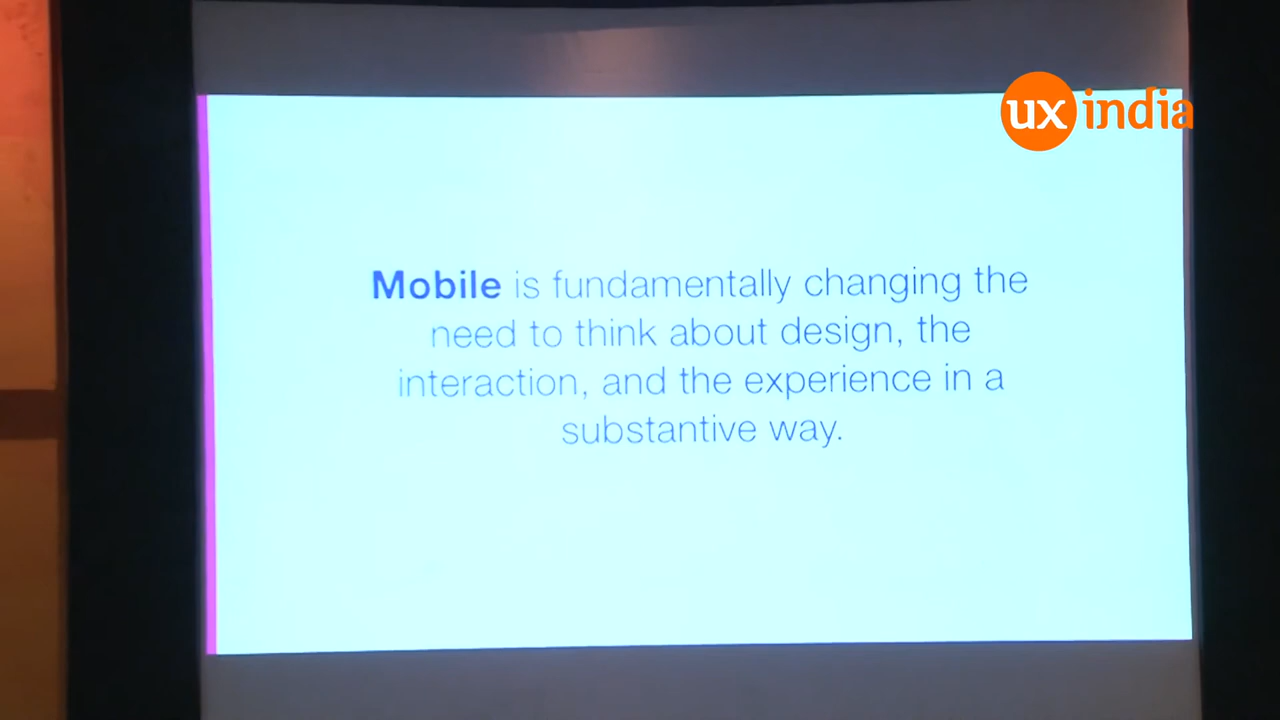 ux india
Mobile is fundamentally changing the
need to think about design, the
interaction, and the experience in a
substantive way.